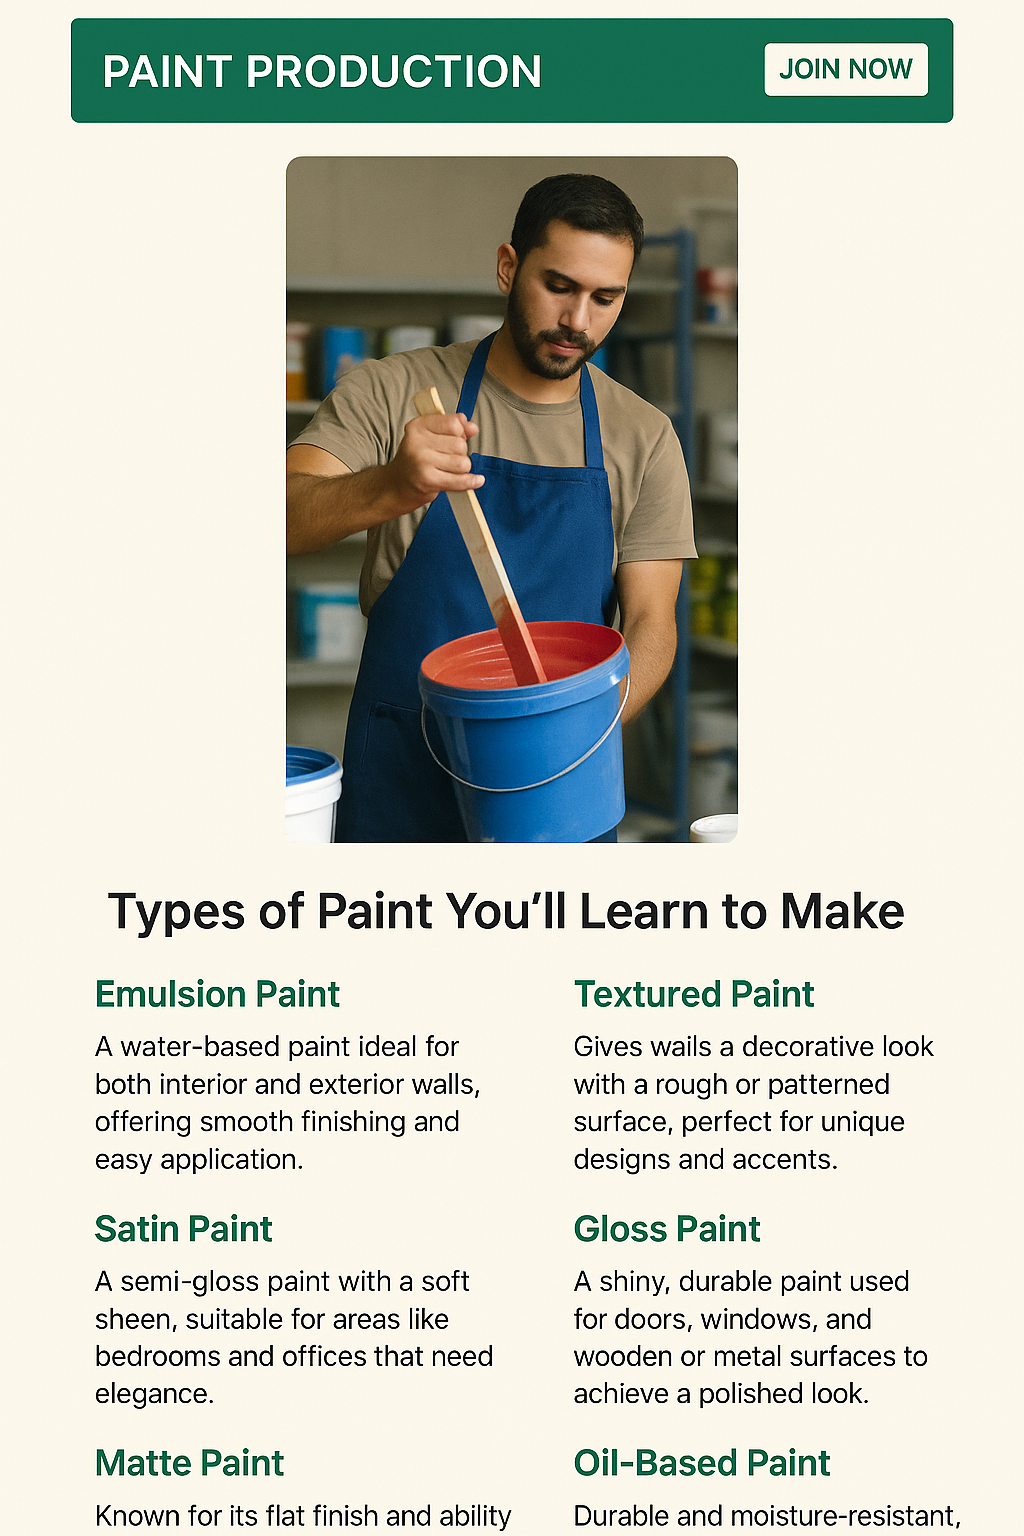 PAINT PRODUCTION
JOIN NOW
Types of Paint You’ll Learn to Make
Emulsion Paint
A water-based paint ideal for
both interior and exterior walls,
offering smooth finishing and
easy application.
Textured Paint
Gives wails a decorative look
with a rough or patterned
surface, perfect for unique
designs and accents.
Satin Paint
A semi-gloss paint with a soft
sheen, suitable for areas like
bedrooms and offices that need
elegance.
Gloss Paint
A shiny, durable paint used
for doors, windows, and
wooden or metal surfaces to
achieve a polished look.
Matte Paint
Known for its flat finish and ability
Oil-Based Paint
Durable and moisture-resistant,